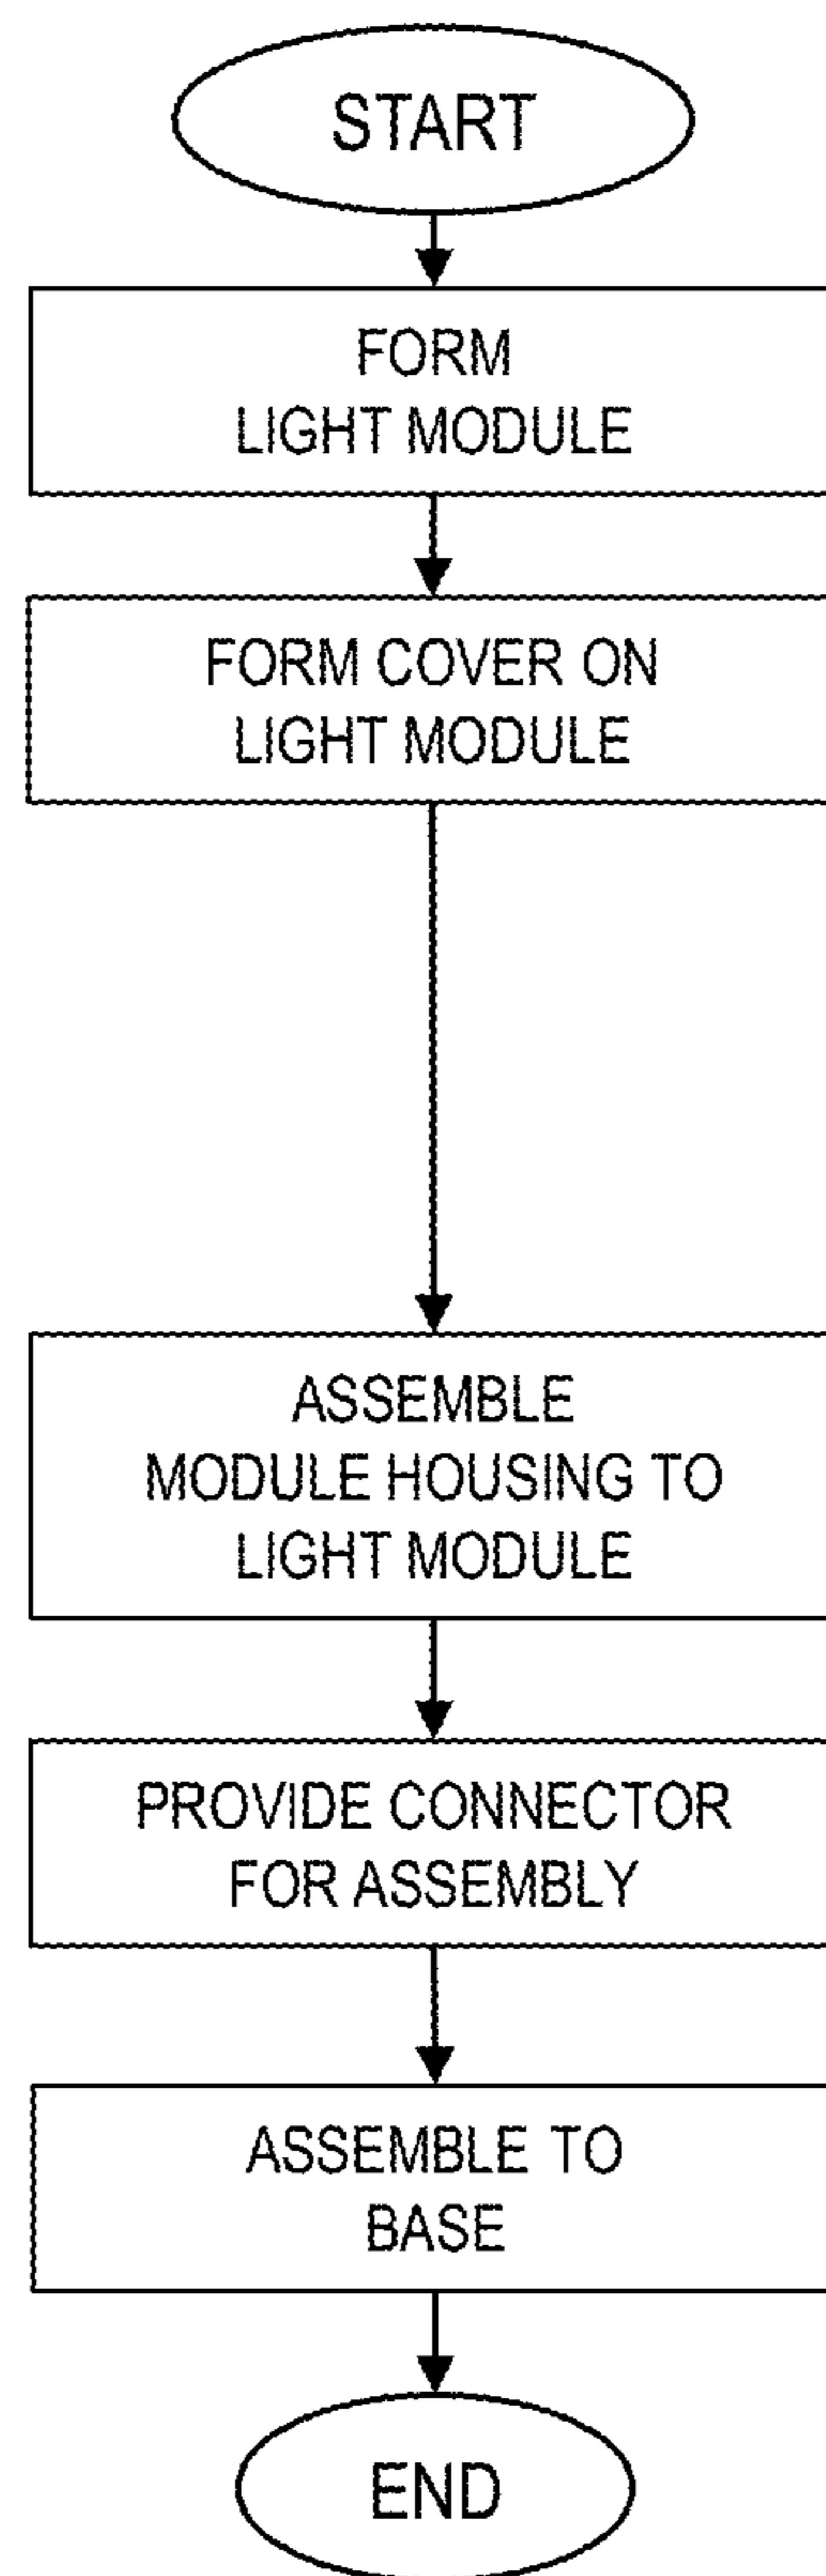 START
FORM
LIGHT MODULE
FORM COVER ON
LIGHT MODULE
ASSEMBLE
MODULE HOUSING TO
LIGHT MODULE
PROVIDE CONNECTOR
FOR ASSEMBLY
ASSEMBLE TO
BASE
END